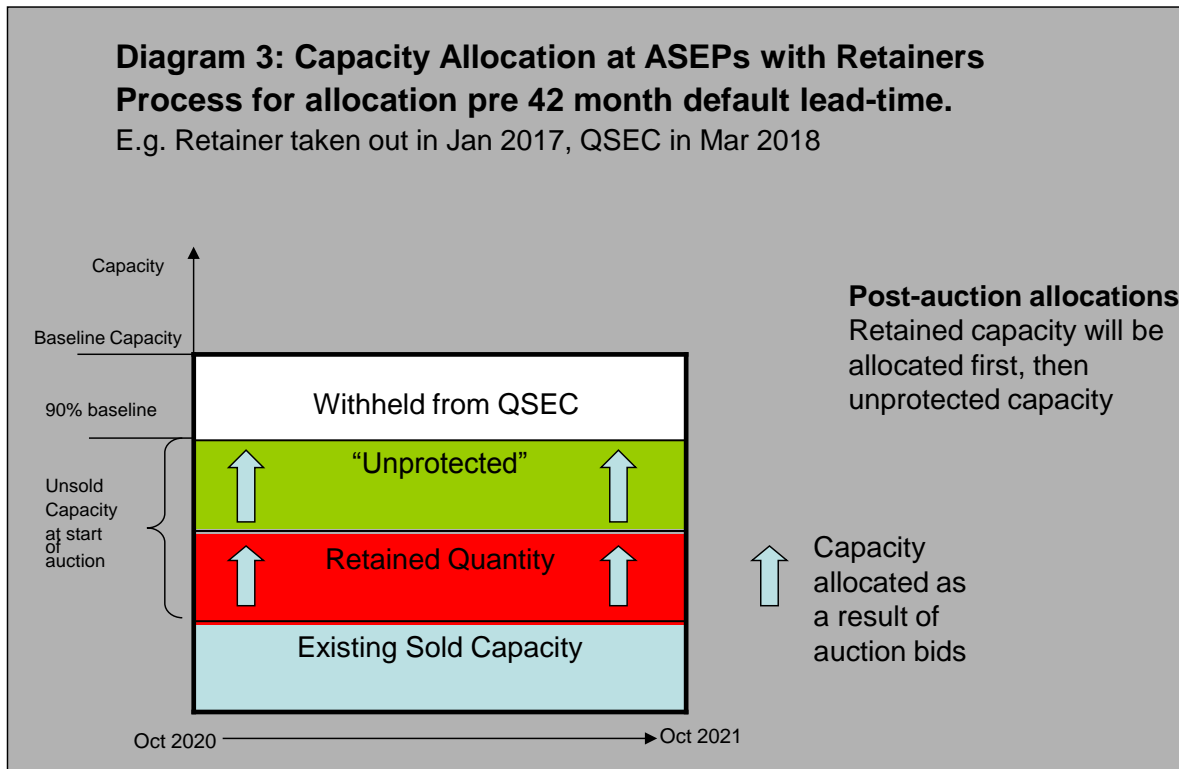 Diagram 3: Capacity Allocation at ASEPs with Retainers
Process for allocation pre 42 month default lead-time.
E.g. Retainer taken out in Jan 2017, QSEC in Mar 2018
Capacity
Baseline Capacity
90% baseline
Unsold
Capacity
at start
of
auction
Withheld from QSEC
“Unprotected”
Retained Quantity
Existing Sold Capacity
Oct 2020
Oct 2021
Post-auction allocations
Retained capacity will be
allocated first, then
unprotected capacity
Capacity
allocated as
a result of
auction bids